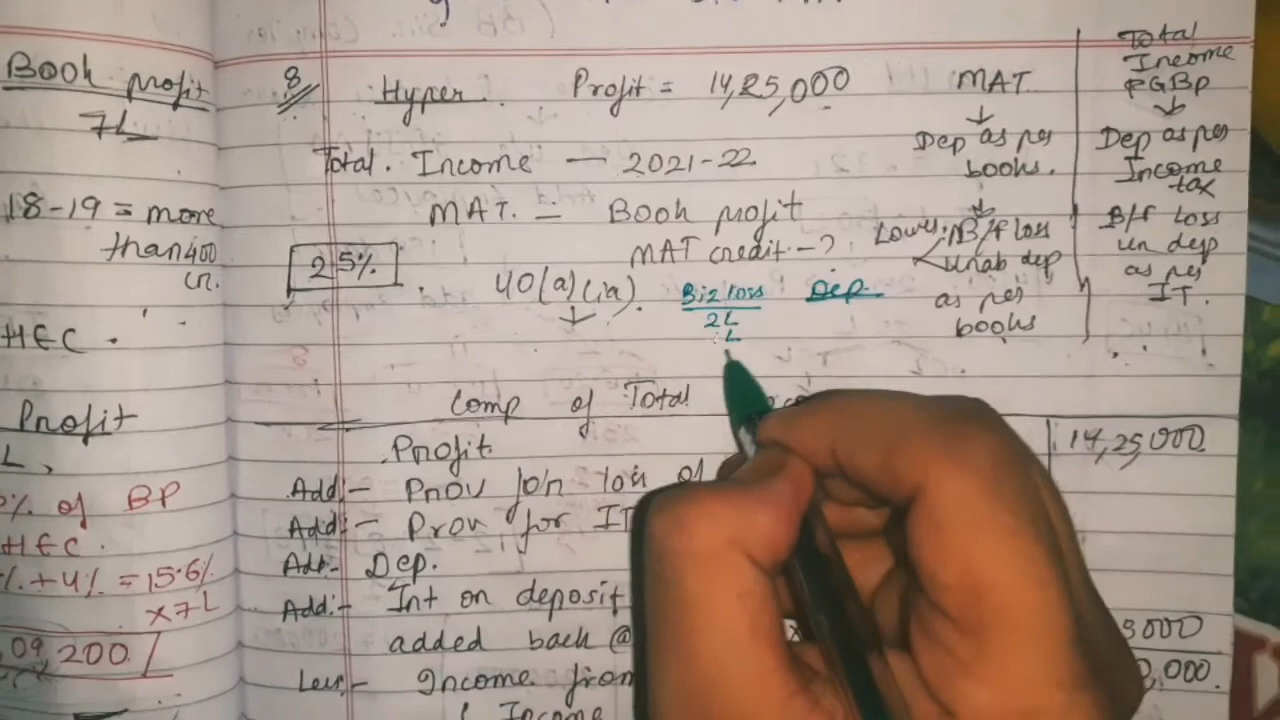 Book profit
7L
18-19 = more
than 400
cr.
HEC.
Profit
L,
% of BP
HEC.
% + 4% = 15.6%
x7L
09,200
8/ Hyper. Profit = 14,25,000
Total. Income — 2021-22
MAT. — Book profit
MAT credit - ?
25%
40(a)(ia).
Biz loss Dep
2L
L
MAT
Dep as per
books.
Lower: B/f loss
unab dep
as per
books
Total
Income
PGBP
Dep as per
Income
tax
B/f loss
un dep
as per
IT.
Comp of Total
Profit 14,25,000
Add:- Prov for loss of
Add:- Prov for IT
Add:- Dep.
Add:- Int on deposit
added back @ 5000
Less:- Income from 0,000
Income